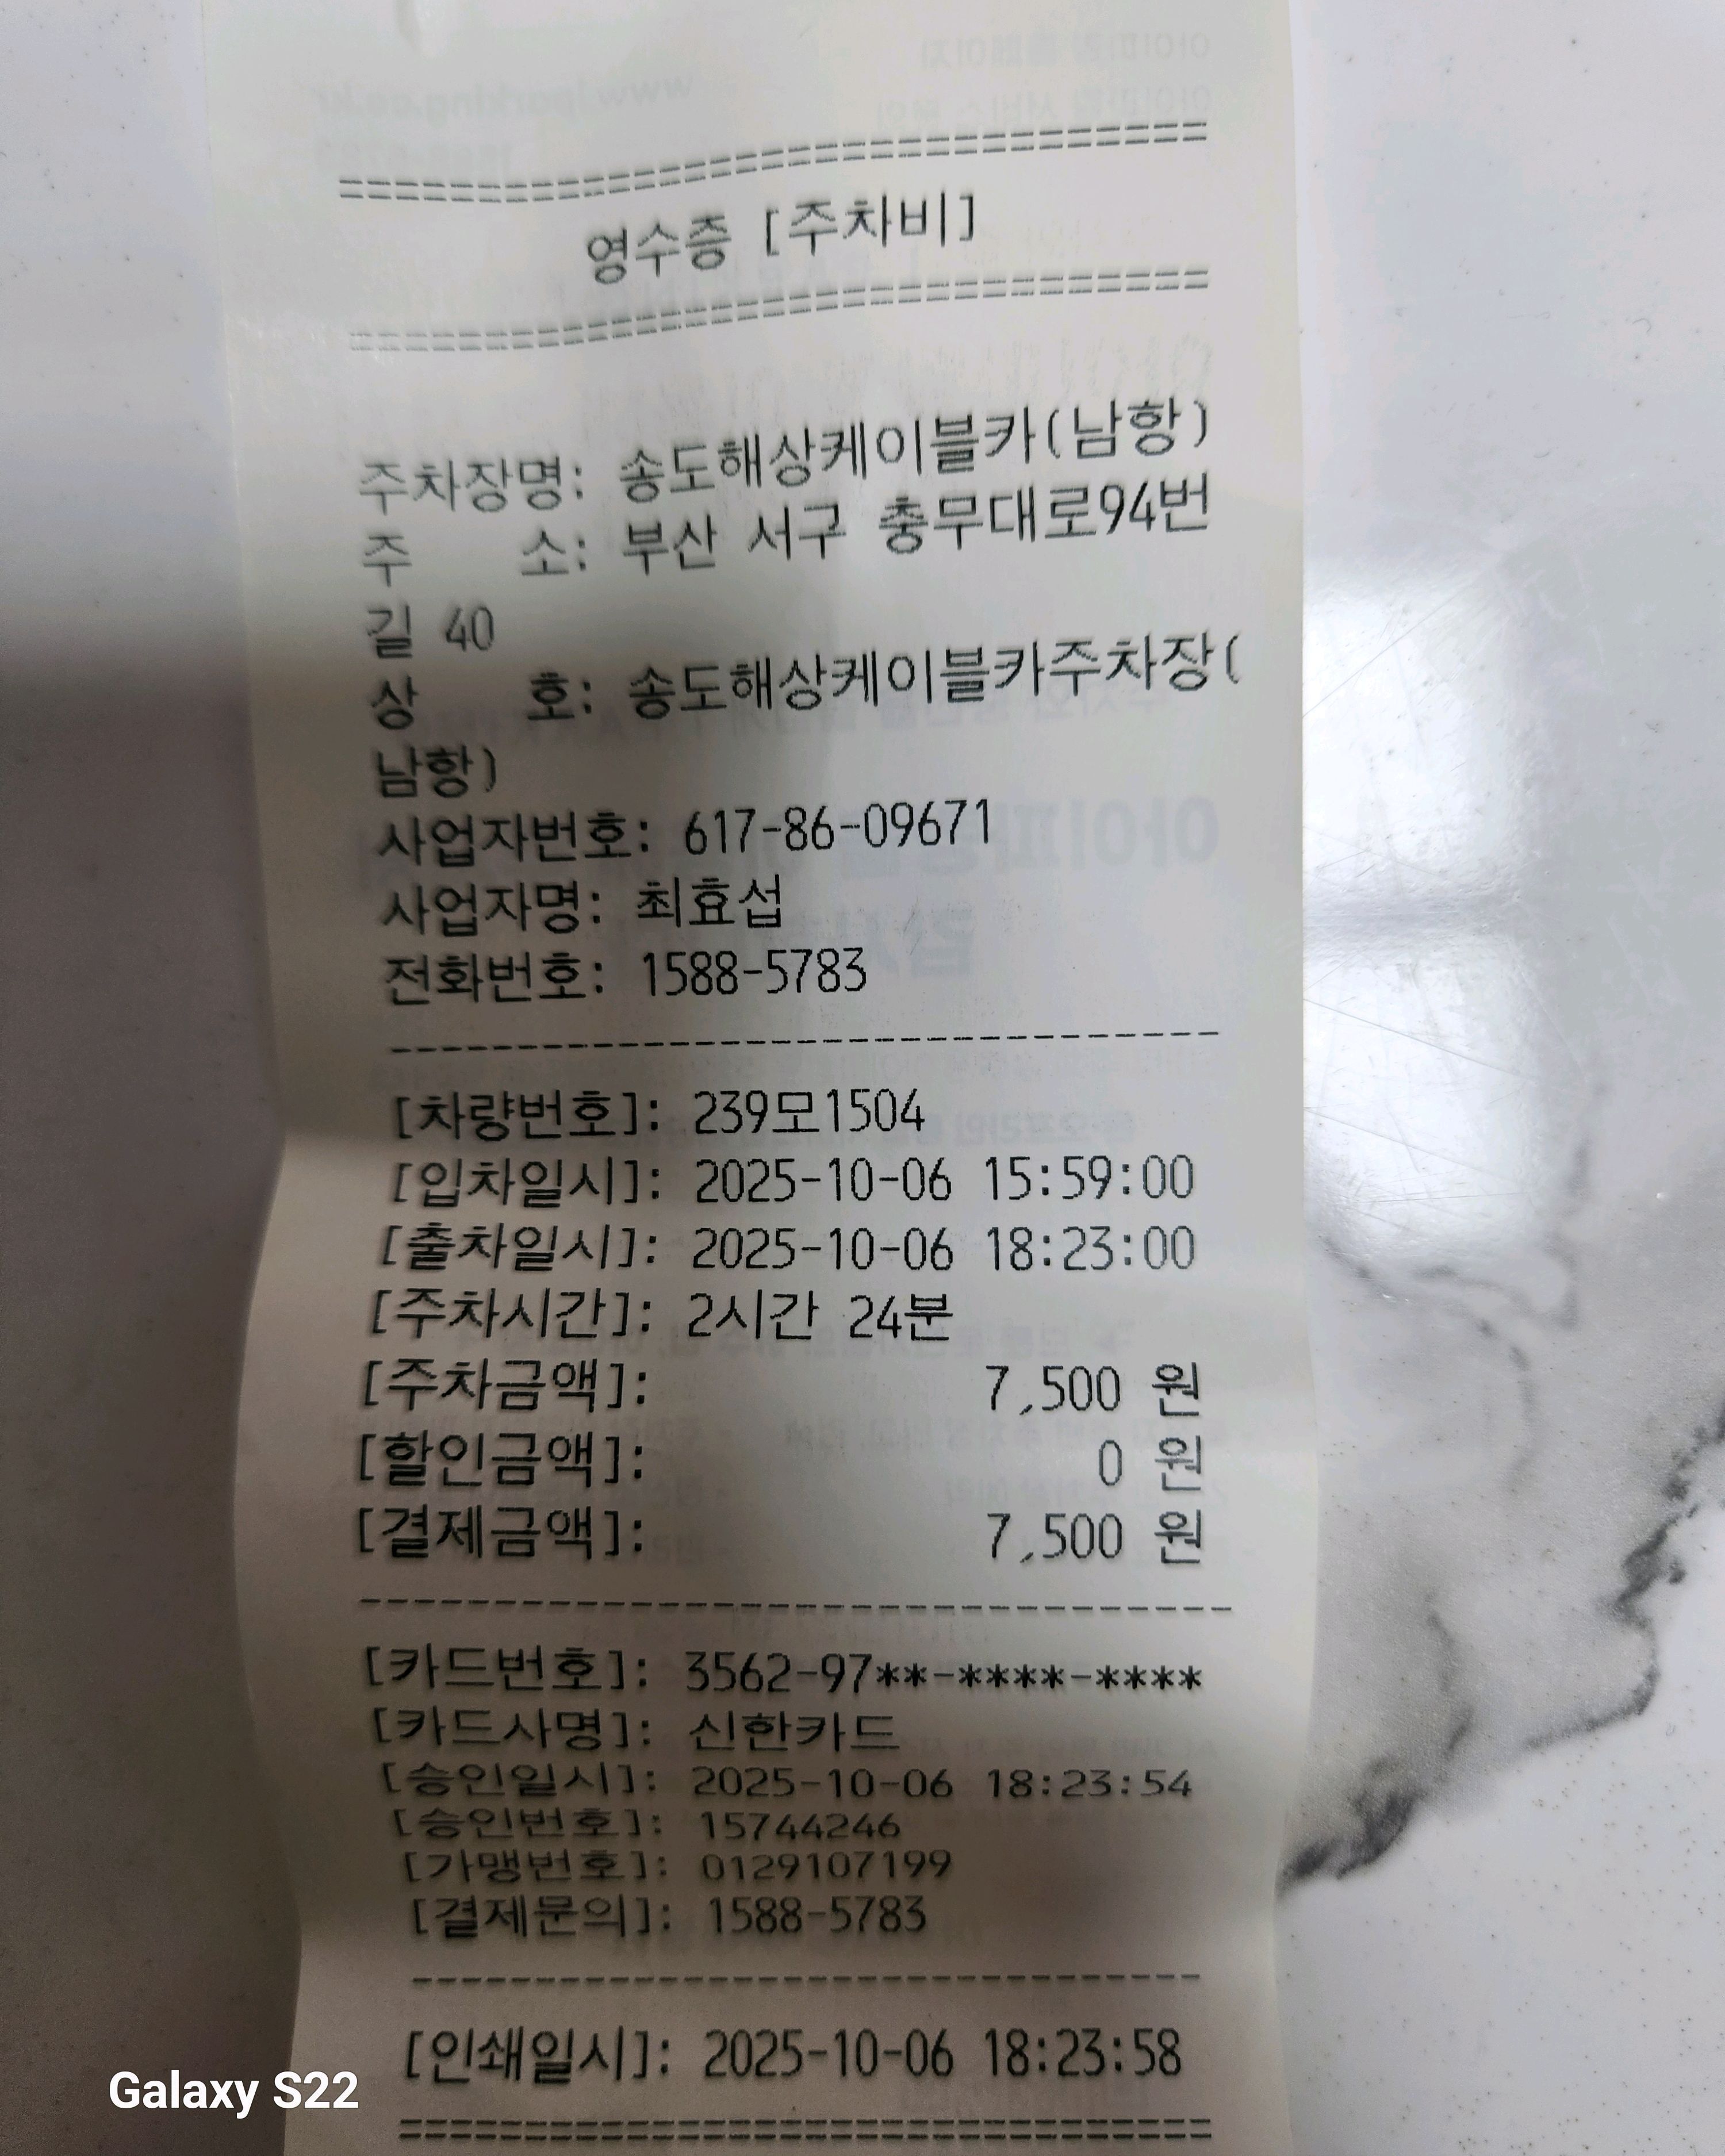 ================================
영수증 [주차비]
================================
주차장명: 송도해상케이블카(남항)
주 소: 부산 서구 충무대로94번
길 40
상 호: 송도해상케이블카주차장(
남항)
사업자번호: 617-86-09671
사업자명: 최효섭
전화번호: 1588-5783
--------------------------------
[차량번호]: 239모1504
[입차일시]: 2025-10-06 15:59:00
[출차일시]: 2025-10-06 18:23:00
[주차시간]: 2시간 24분
[주차금액]: 7,500 원
[할인금액]: 0 원
[결제금액]: 7,500 원
--------------------------------
[카드번호]: 3562-97**-****-****
[카드사명]: 신한카드
[승인일시]: 2025-10-06 18:23:54
[승인번호]: 15744246
[가맹번호]: 0129107199
[결제문의]: 1588-5783
--------------------------------
[인쇄일시]: 2025-10-06 18:23:58
================================
Galaxy S22